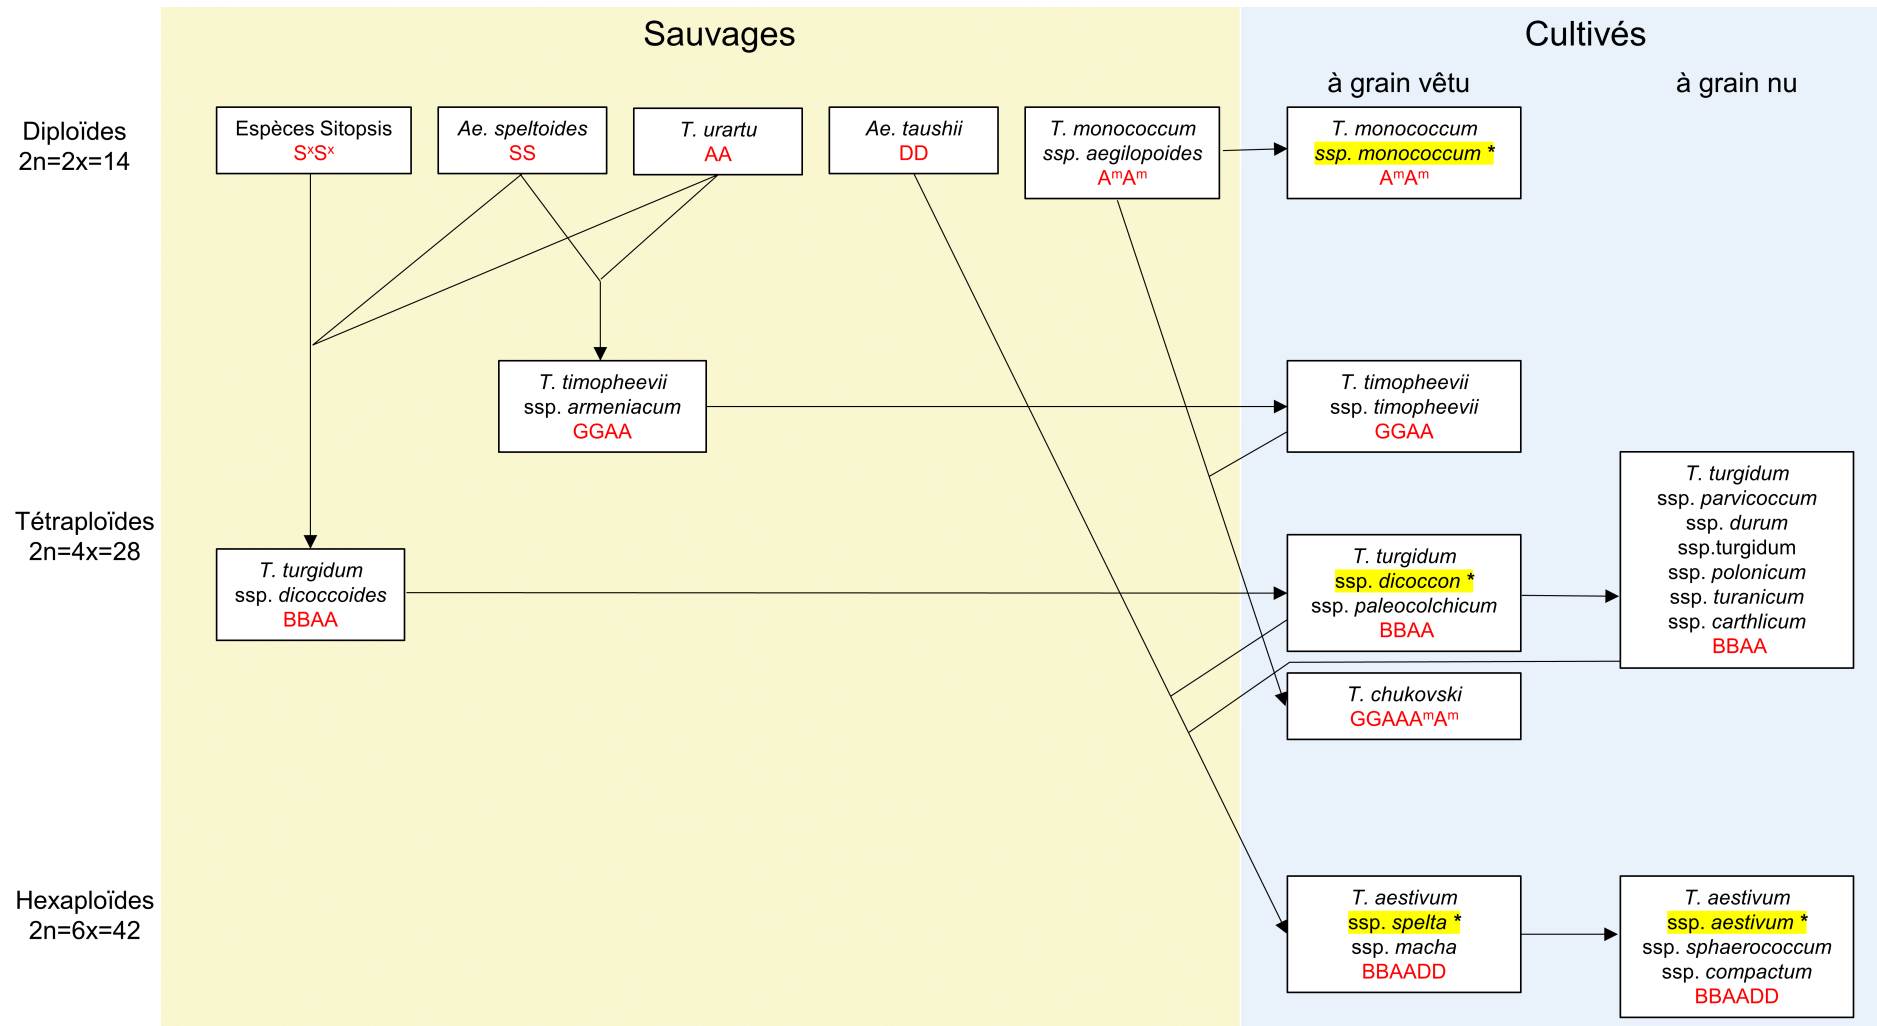 Sauvages
Cultivés
à grain vêtu
à grain nu
Diploïdes
2n=2x=14
Espèces Sitopsis
SˣSˣ
Ae. speltoides
SS
T. urartu
AA
Ae. taushii
DD
T. monococcum
ssp. aegilopoides
AᵐAᵐ
T. monococcum
ssp. monococcum *
AᵐAᵐ
T. timopheevii
ssp. armeniacum
GGAA
T. timopheevii
ssp. timopheevii
GGAA
Tétraploïdes
2n=4x=28
T. turgidum
ssp. dicoccoides
BBAA
T. turgidum
ssp. dicoccon *
ssp. paleocolchicum
BBAA
T. turgidum
ssp. parvicoccum
ssp. durum
ssp.turgidum
ssp. polonicum
ssp. turanicum
ssp. carthlicum
BBAA
T. chukovski
GGAAAᵐAᵐ
Hexaploïdes
2n=6x=42
T. aestivum
ssp. spelta *
ssp. macha
BBAADD
T. aestivum
ssp. aestivum *
ssp. sphaerococcum
ssp. compactum
BBAADD